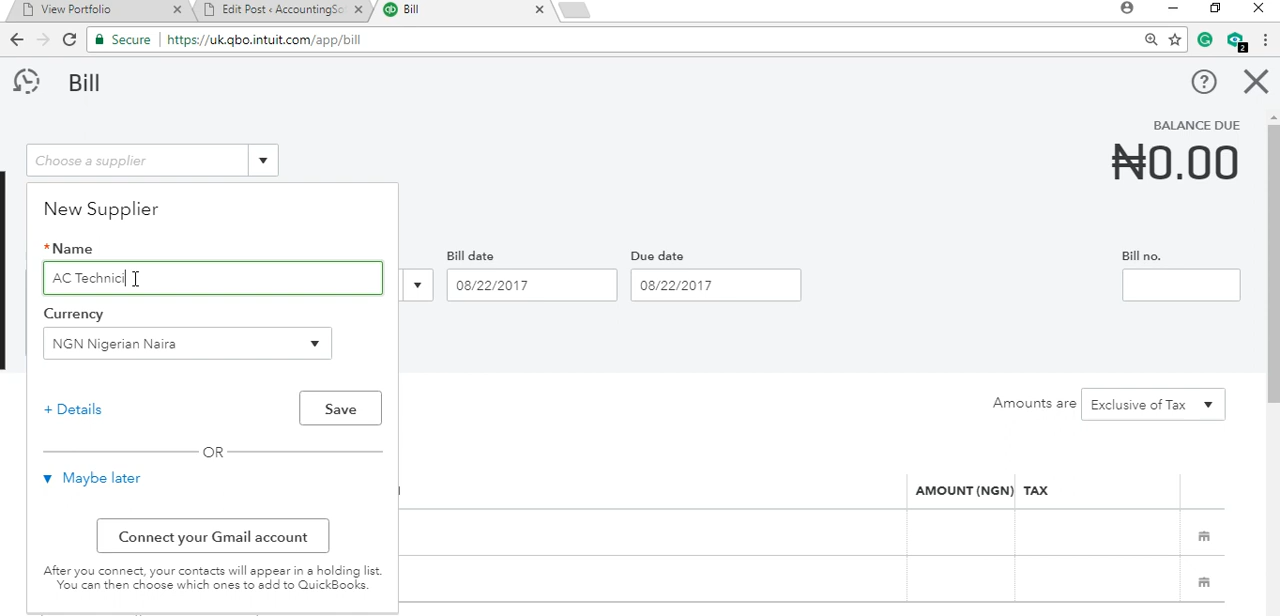 View Portfolio
Edit Post ‹ AccountingSo
Bill
Secure
https://uk.qbo.intuit.com/app/bill
2
Bill
BALANCE DUE
₦0.00
Choose a supplier
New Supplier
*Name
AC Technici
Currency
NGN Nigerian Naira
+ Details
Save
OR
Maybe later
Connect your Gmail account
After you connect, your contacts will appear in a holding list.
You can then choose which ones to add to QuickBooks.
Bill date
Due date
Bill no.
08/22/2017
08/22/2017
Amounts are
Exclusive of Tax
AMOUNT (NGN)
TAX